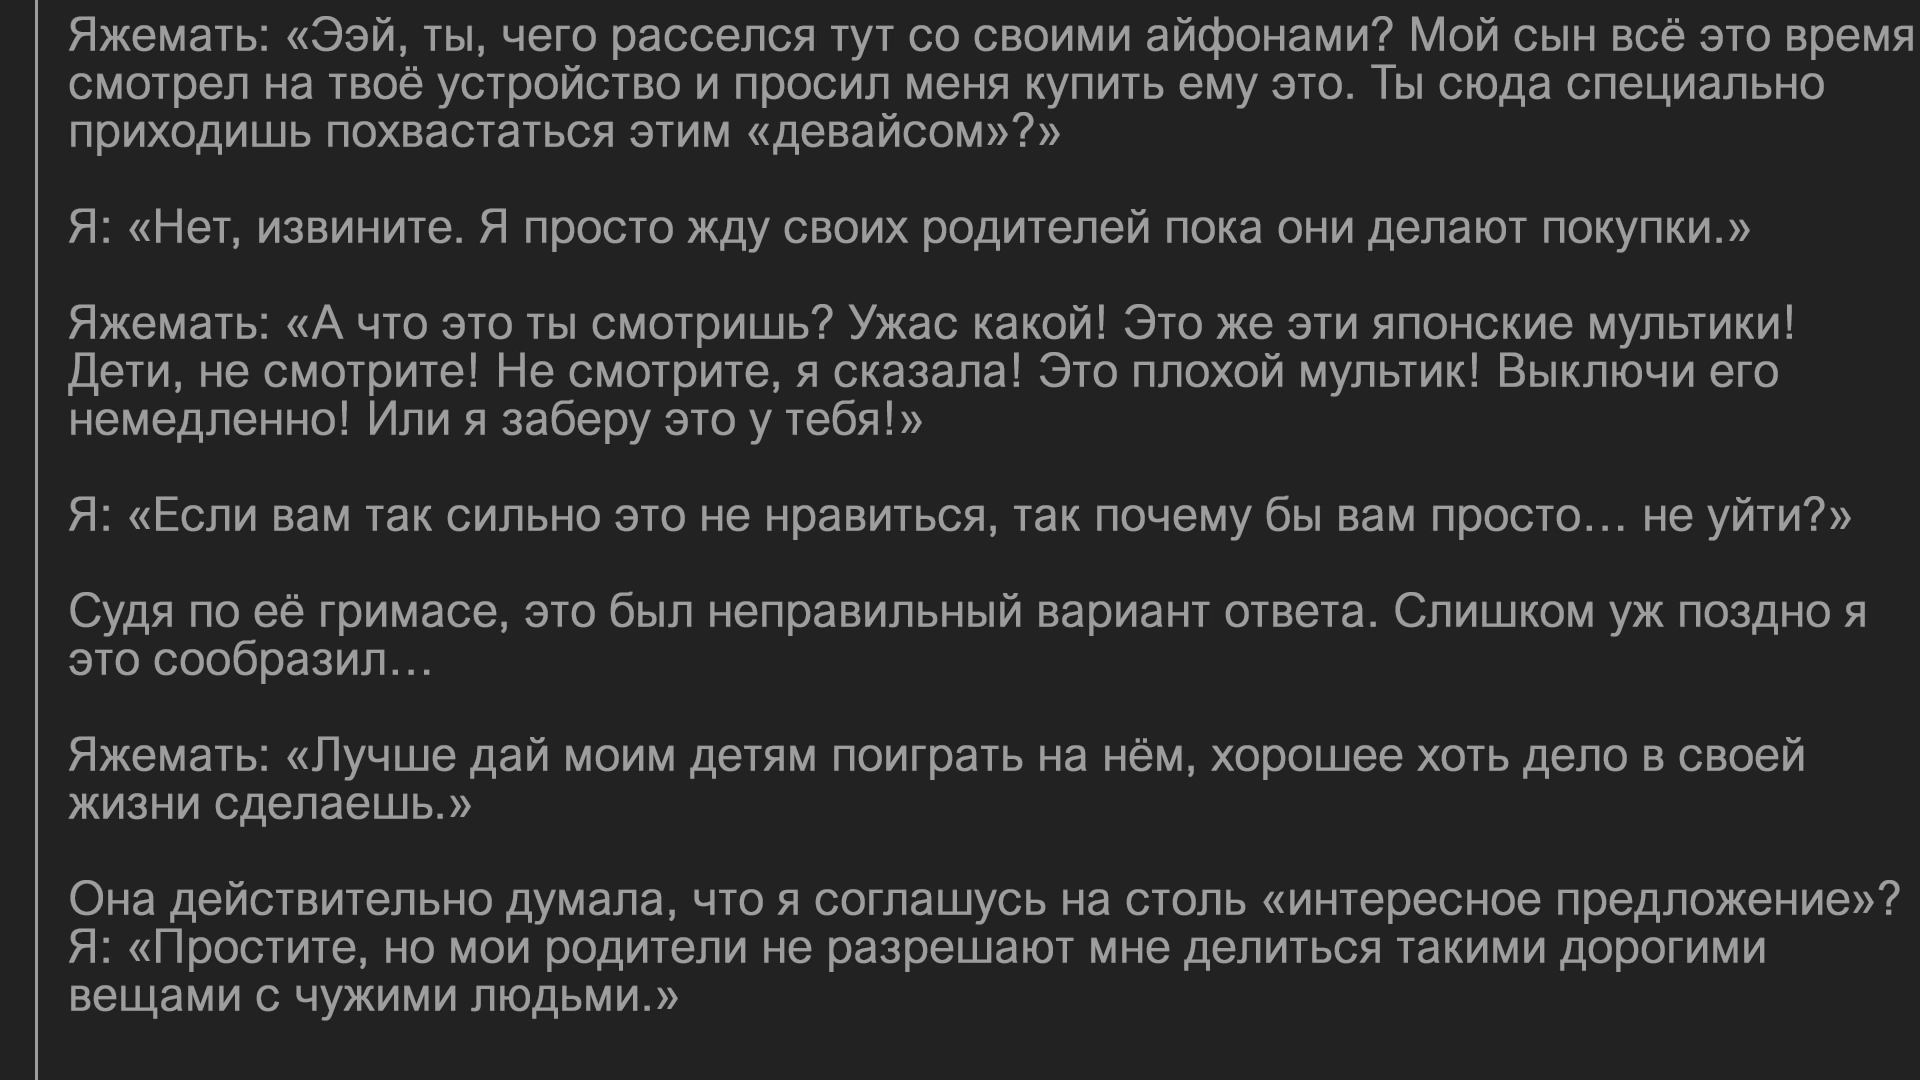 Яжемать: «Ээй, ты, чего расселся тут со своими айфонами? Мой сын всё это время
смотрел на твоё устройство и просил меня купить ему это. Ты сюда специально
приходишь похвастаться этим «девайсом»?»
Я: «Нет, извините. Я просто жду своих родителей пока они делают покупки.»
Яжемать: «А что это ты смотришь? Ужас какой! Это же эти японские мультики!
Дети, не смотрите! Не смотрите, я сказала! Это плохой мультик! Выключи его
немедленно! Или я заберу это у тебя!»
Я: «Если вам так сильно это не нравиться, так почему бы вам просто… не уйти?»
Судя по её гримасе, это был неправильный вариант ответа. Слишком уж поздно я
это сообразил…
Яжемать: «Лучше дай моим детям поиграть на нём, хорошее хоть дело в своей
жизни сделаешь.»
Она действительно думала, что я соглашусь на столь «интересное предложение»?
Я: «Простите, но мои родители не разрешают мне делиться такими дорогими
вещами с чужими людьми.»